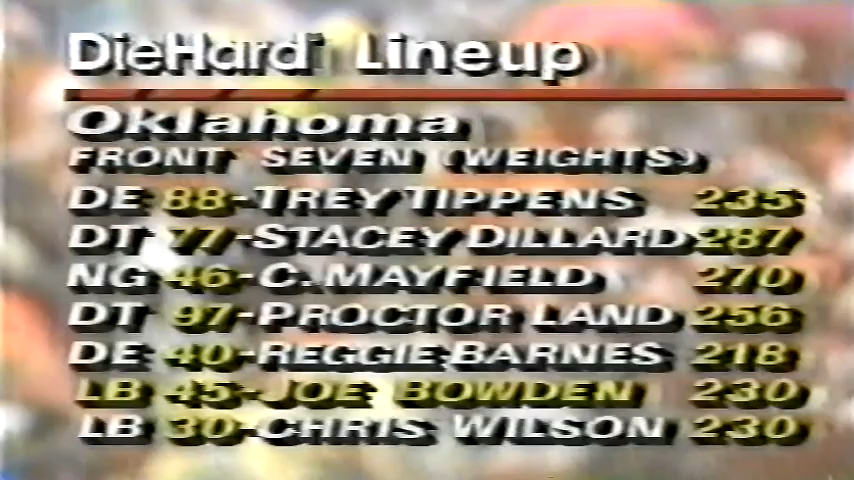 DieHard Lineup
Oklahoma
FRONT SEVEN (WEIGHTS)
DE 88-TREY TIPPENS 235
DT 77-STACEY DILLARD 287
NG 46-C. MAYFIELD 270
DT 97-PROCTOR LAND 256
DE 40-REGGIE BARNES 218
LB 45-JOE BOWDEN 230
LB 30-CHRIS WILSON 230